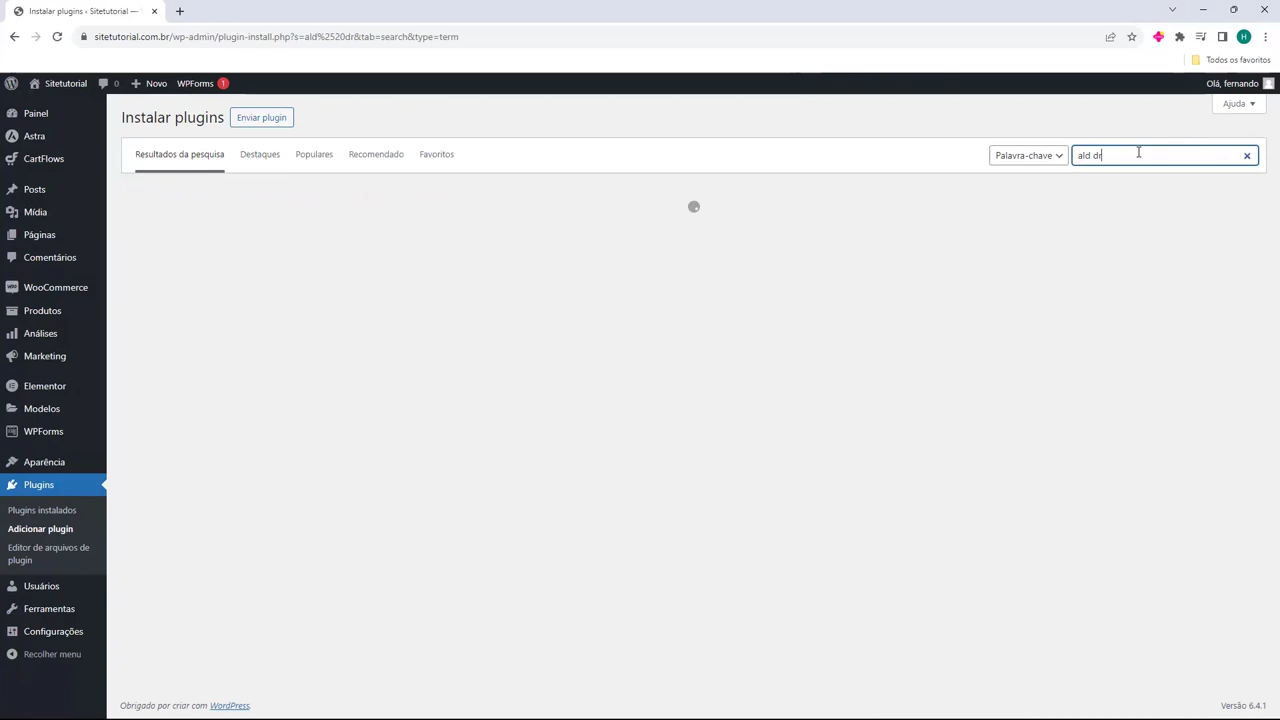 Instalar plugins ‹ Sitetutorial — 
sitetutorial.com.br/wp-admin/plugin-install.php?s=ald%2520dr&tab=search&type=term
H
Todos os favoritos
Sitetutorial 0 Novo WPForms 1 Olá, fernando
Painel
Astra
CartFlows
Posts
Mídia
Páginas
Comentários
WooCommerce
Produtos
Análises
Marketing
Elementor
Modelos
WPForms
Aparência
Plugins
Plugins instalados
Adicionar plugin
Editor de arquivos de
plugin
Usuários
Ferramentas
Configurações
Recolher menu
Ajuda
Instalar plugins Enviar plugin
Resultados da pesquisa Destaques Populares Recomendado Favoritos Palavra-chave ald dr
Obrigado por criar com WordPress. Versão 6.4.1